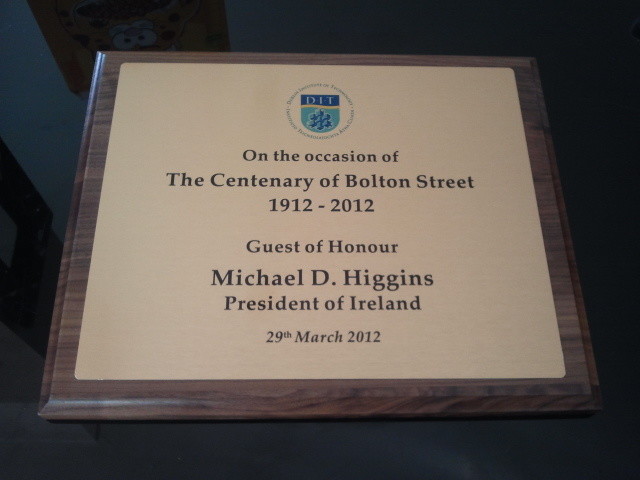 DIT
On the occasion of
The Centenary of Bolton Street
1912 - 2012
Guest of Honour
Michael D. Higgins
President of Ireland
29th March 2012